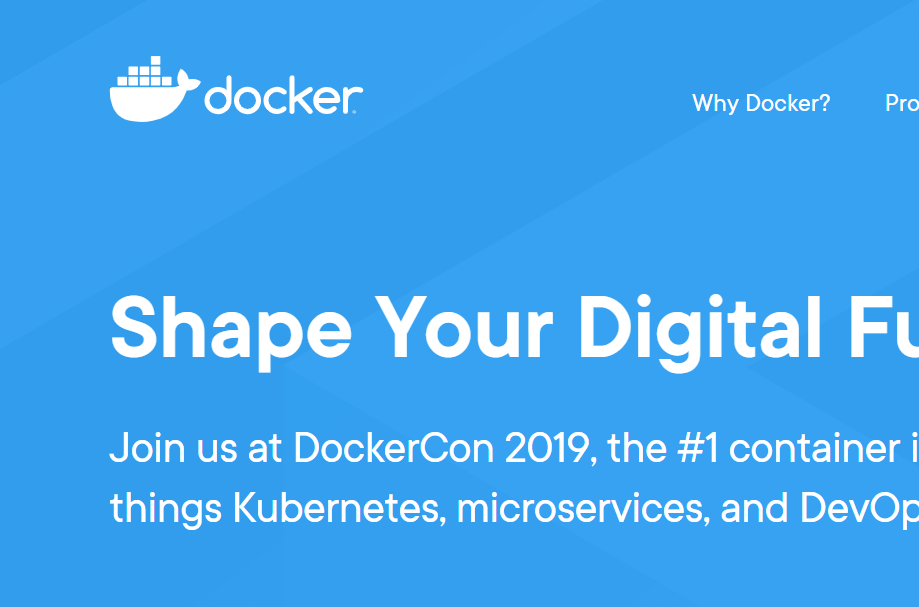 docker
Why Docker? Pro
Shape Your Digital Fu
Join us at DockerCon 2019, the #1 container i
things Kubernetes, microservices, and DevOp